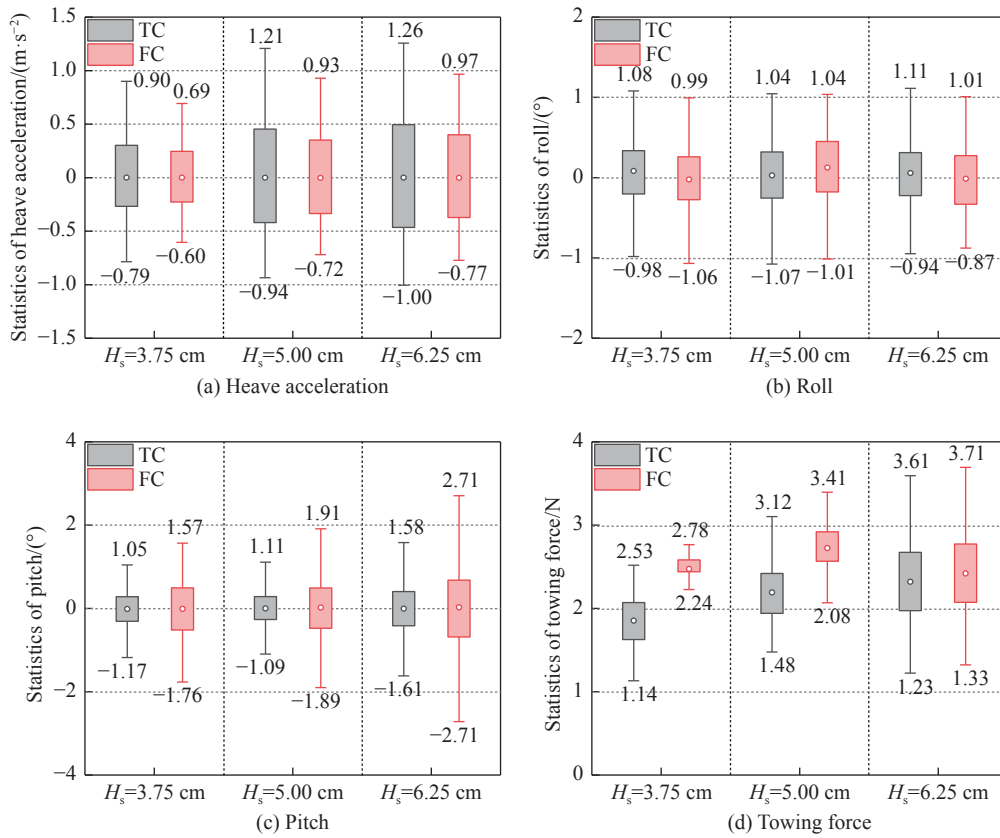 Statistics of heave acceleration/(m·s⁻²)
1.5
1.0
0.5
0
−0.5
−1.0
−1.5
TC
FC
0.90
0.69
1.21
0.93
1.26
0.97
−0.79
−0.60
−0.94
−0.72
−1.00
−0.77
Hs=3.75 cm
Hs=5.00 cm
Hs=6.25 cm
(a) Heave acceleration
Statistics of roll/(°)
2
1
0
−1
−2
TC
FC
1.08
0.99
1.04
1.04
1.11
1.01
−0.98
−1.06
−1.07
−1.01
−0.94
−0.87
Hs=3.75 cm
Hs=5.00 cm
Hs=6.25 cm
(b) Roll
Statistics of pitch/(°)
4
2
0
−2
−4
TC
FC
1.05
1.57
1.11
1.91
1.58
2.71
−1.17
−1.76
−1.09
−1.89
−1.61
−2.71
Hs=3.75 cm
Hs=5.00 cm
Hs=6.25 cm
(c) Pitch
Statistics of towing force/N
4
3
2
1
0
TC
FC
2.53
2.78
3.12
3.41
3.61
3.71
1.14
2.24
1.48
2.08
1.23
1.33
Hs=3.75 cm
Hs=5.00 cm
Hs=6.25 cm
(d) Towing force